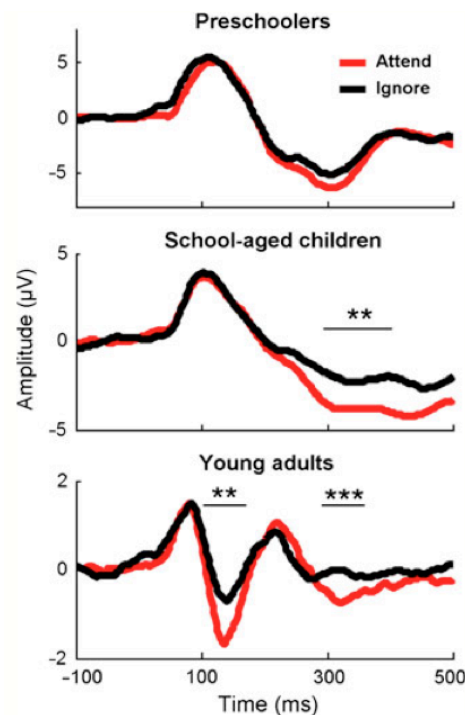 Preschoolers
Attend
Ignore
5
0
−5
School-aged children
**
5
0
−5
Amplitude (µV)
Young adults
** ***
2
0
−2
−100 100 300 500
Time (ms)